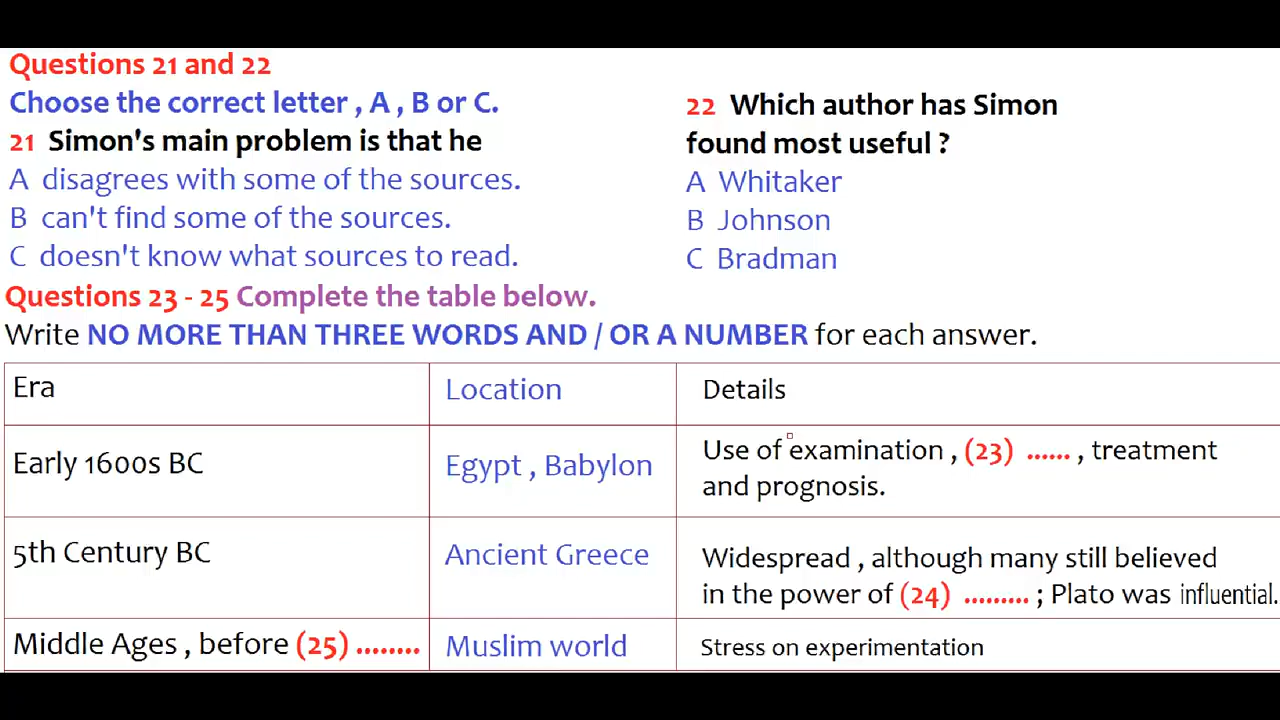 Questions 21 and 22
Choose the correct letter , A , B or C.
21 Simon's main problem is that he
A disagrees with some of the sources.
B can't find some of the sources.
C doesn't know what sources to read.
22 Which author has Simon
found most useful ?
A Whitaker
B Johnson
C Bradman
Questions 23 - 25 Complete the table below.
Write NO MORE THAN THREE WORDS AND / OR A NUMBER for each answer.
Era
Location
Details
Early 1600s BC
Egypt , Babylon
Use of examination , (23) ...... , treatment
and prognosis.
5th Century BC
Ancient Greece
Widespread , although many still believed
in the power of (24) ......... ; Plato was influential.
Middle Ages , before (25) ........
Muslim world
Stress on experimentation